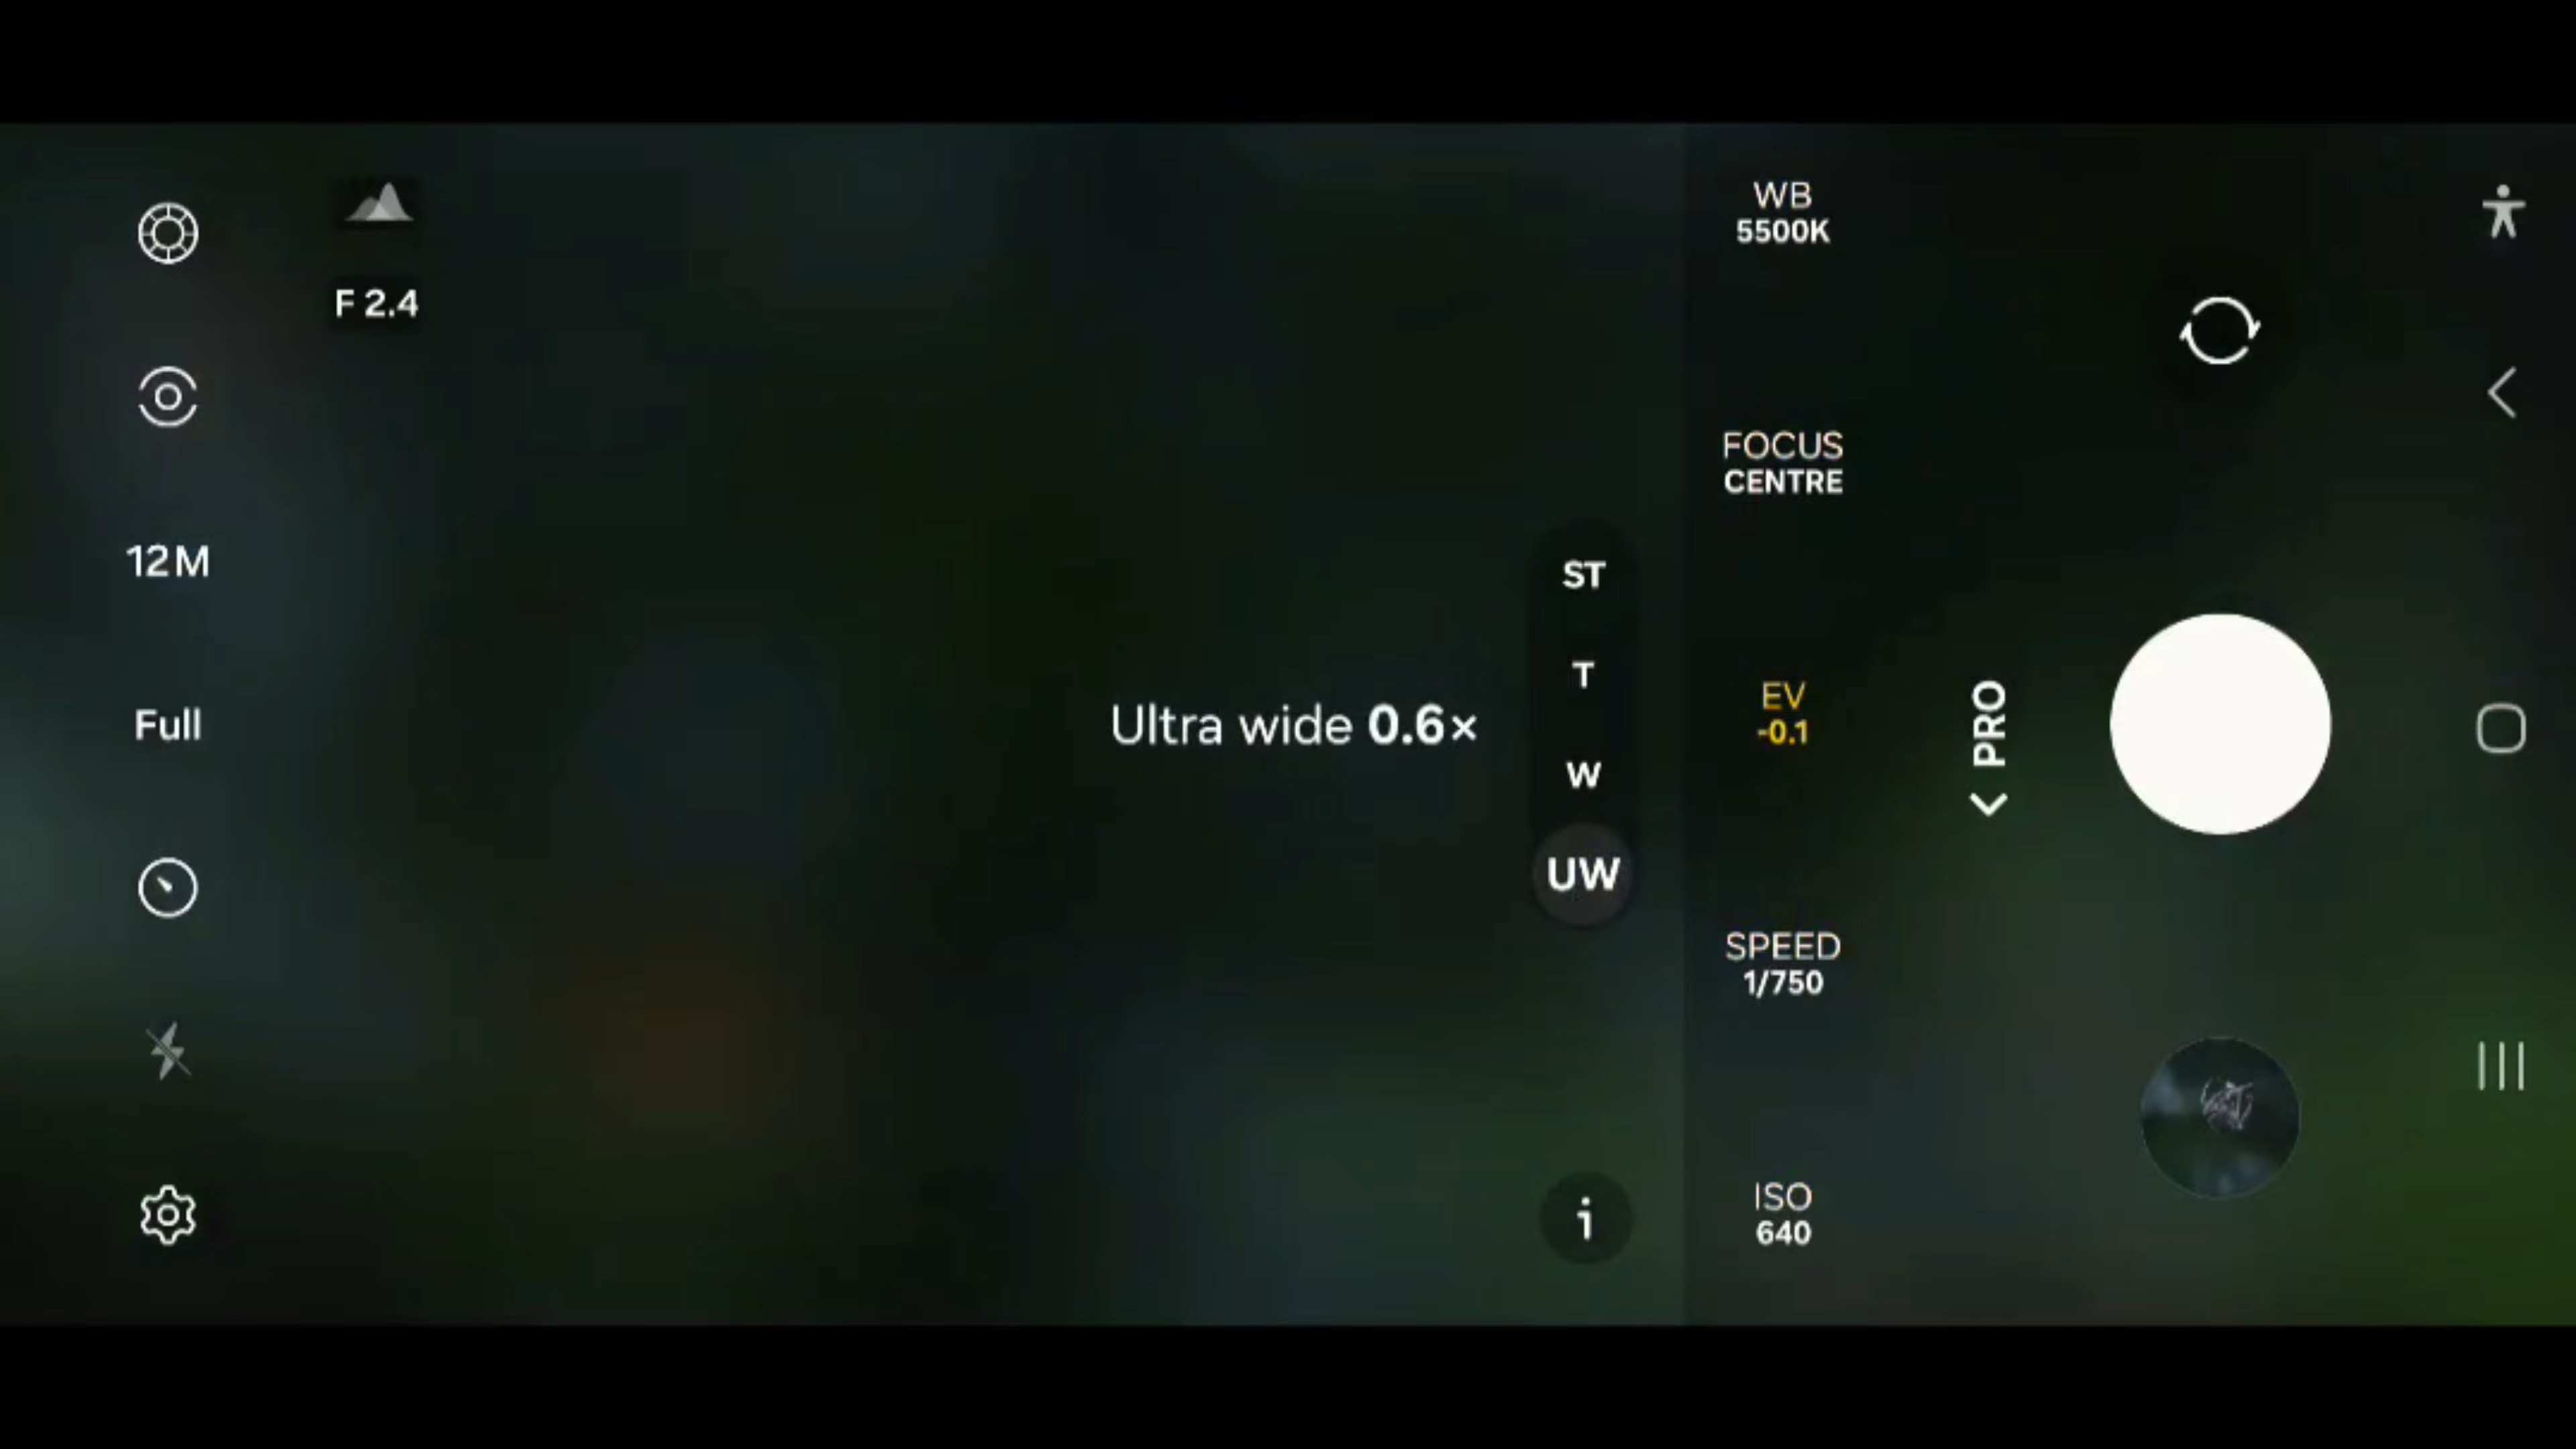 F 2.4
12M
Full
Ultra wide 0.6×
ST
T
W
UW
i
WB
5500K
FOCUS
CENTRE
EV
-0.1
SPEED
1/750
ISO
640
PRO